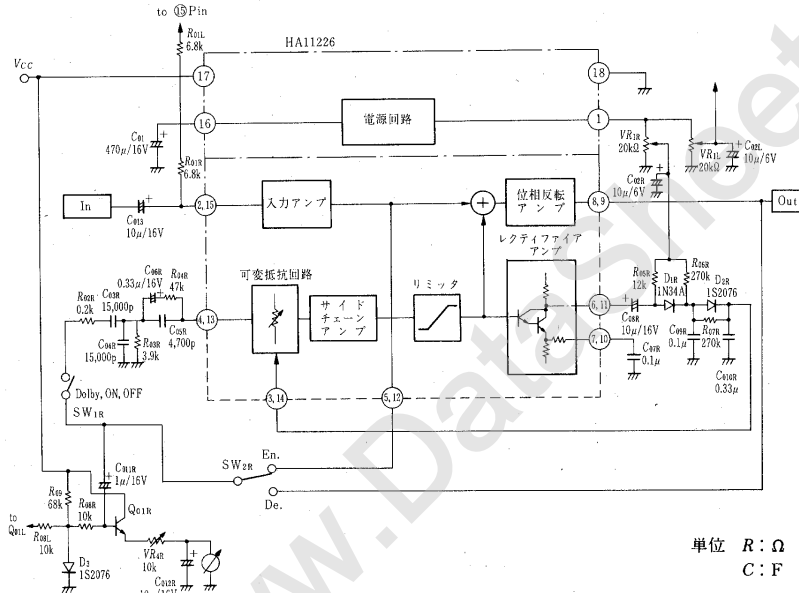 to ⑮Pin
R01L
6.8k
HA11226
VCC
17
18
16
電源回路
1
C01
470μ/16V
R01R
6.8k
VR1R
20kΩ
VR1L
20kΩ
C02L
10μ/6V
C02R
10μ/6V
In
C013
10μ/16V
2,15
入力アンプ
+
位相反転
アンプ
8,9
Out
レクティファイア
アンプ
C06R
0.33μ/16V
R04R
47k
R02R
0.2k
C03R
15,000p
4,13
可変抵抗回路
サイド
チェーン
アンプ
リミッタ
6,11
7,10
R05R
12k
D1R
1N34A
R06R
270k
D2R
1S2076
C08R
10μ/16V
C09R
0.1μ
R07R
270k
C07R
0.1μ
C010R
0.33μ
C04R
15,000p
R03R
3.9k
C05R
4,700p
Dolby, ON, OFF
SW1R
3,14
5,12
SW2R
En.
De.
C011R
1μ/16V
R09
68k
R08R
10k
Q01R
to
Q01L
R08L
10k
D3
1S2076
VR4R
10k
C012R
単位 R:Ω
C:F
www.DataSheet